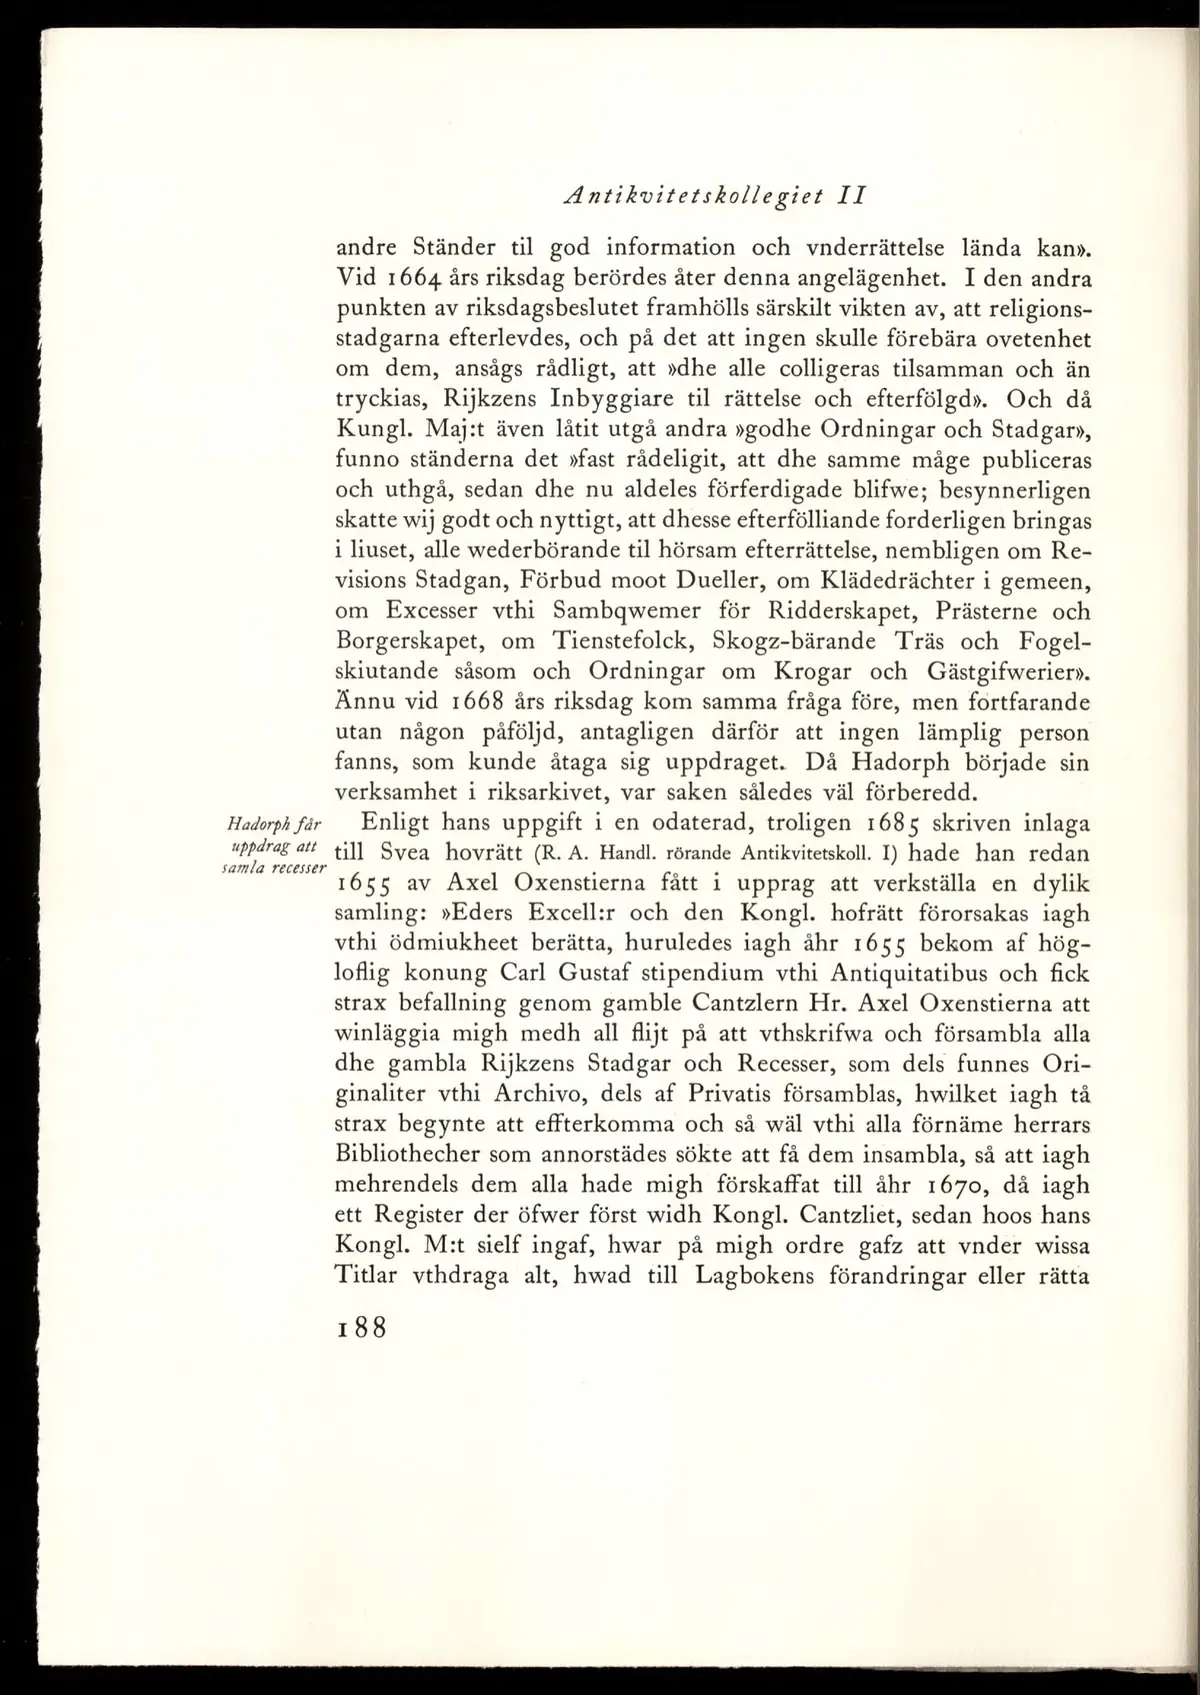 Antikvitetskollegiet II
andre Ständer til god information och vnderrättelse lända kan».
Vid 1664 års riksdag berördes åter denna angelägenhet. I den andra
punkten av riksdagsbeslutet framhölls särskilt vikten av, att religions-
stadgarna efterlevdes, och på det att ingen skulle förebära ovetenhet
om dem, ansågs rådligt, att »dhe alle colligeras tilsamman och än
tryckias, Rijkzens Inbyggiare til rättelse och efterfölgd». Och då
Kungl. Maj:t även låtit utgå andra »godhe Ordningar och Stadgar»,
funno ständerna det »fast rådeligit, att dhe samme måge publiceras
och uthgå, sedan dhe nu aldeles förferdigade blifwe; besynnerligen
skatte wij godt och nyttigt, att dhesse efterfölliande forderligen bringas
i liuset, alle wederbörande til hörsam efterrättelse, nembligen om Re-
visions Stadgan, Förbud moot Dueller, om Klädedrächter i gemeen,
om Excesser vthi Sambqwemer för Ridderskapet, Prästerne och
Borgerskapet, om Tienstefolck, Skogz-bärande Träs och Fogel-
skiutande såsom och Ordningar om Krogar och Gästgifwerier».
Ännu vid 1668 års riksdag kom samma fråga före, men fortfarande
utan någon påföljd, antagligen därför att ingen lämplig person
fanns, som kunde åtaga sig uppdraget. Då Hadorph började sin
verksamhet i riksarkivet, var saken således väl förberedd.
Hadorph får
uppdrag att
samla recesser
Enligt hans uppgift i en odaterad, troligen 1685 skriven inlaga
till Svea hovrätt (R. A. Handl. rörande Antikvitetskoll. I) hade han redan
1655 av Axel Oxenstierna fått i upprag att verkställa en dylik
samling: »Eders Excell:r och den Kongl. hofrätt förorsakas iagh
vthi ödmiukheet berätta, huruledes iagh åhr 1655 bekom af hög-
loflig konung Carl Gustaf stipendium vthi Antiquitatibus och fick
strax befallning genom gamble Cantzlern Hr. Axel Oxenstierna att
winläggia migh medh all flijt på att vthskrifwa och försambla alla
dhe gambla Rijkzens Stadgar och Recesser, som dels funnes Ori-
ginaliter vthi Archivo, dels af Privatis församblas, hwilket iagh tå
strax begynte att effterkomma och så wäl vthi alla förnäme herrars
Bibliothecher som annorstädes sökte att få dem insambla, så att iagh
mehrendels dem alla hade migh förskaffat till åhr 1670, då iagh
ett Register der öfwer först widh Kongl. Cantzliet, sedan hoos hans
Kongl. M:t sielf ingaf, hwar på migh ordre gafz att vnder wissa
Titlar vthdraga alt, hwad till Lagbokens förandringar eller rätta
188